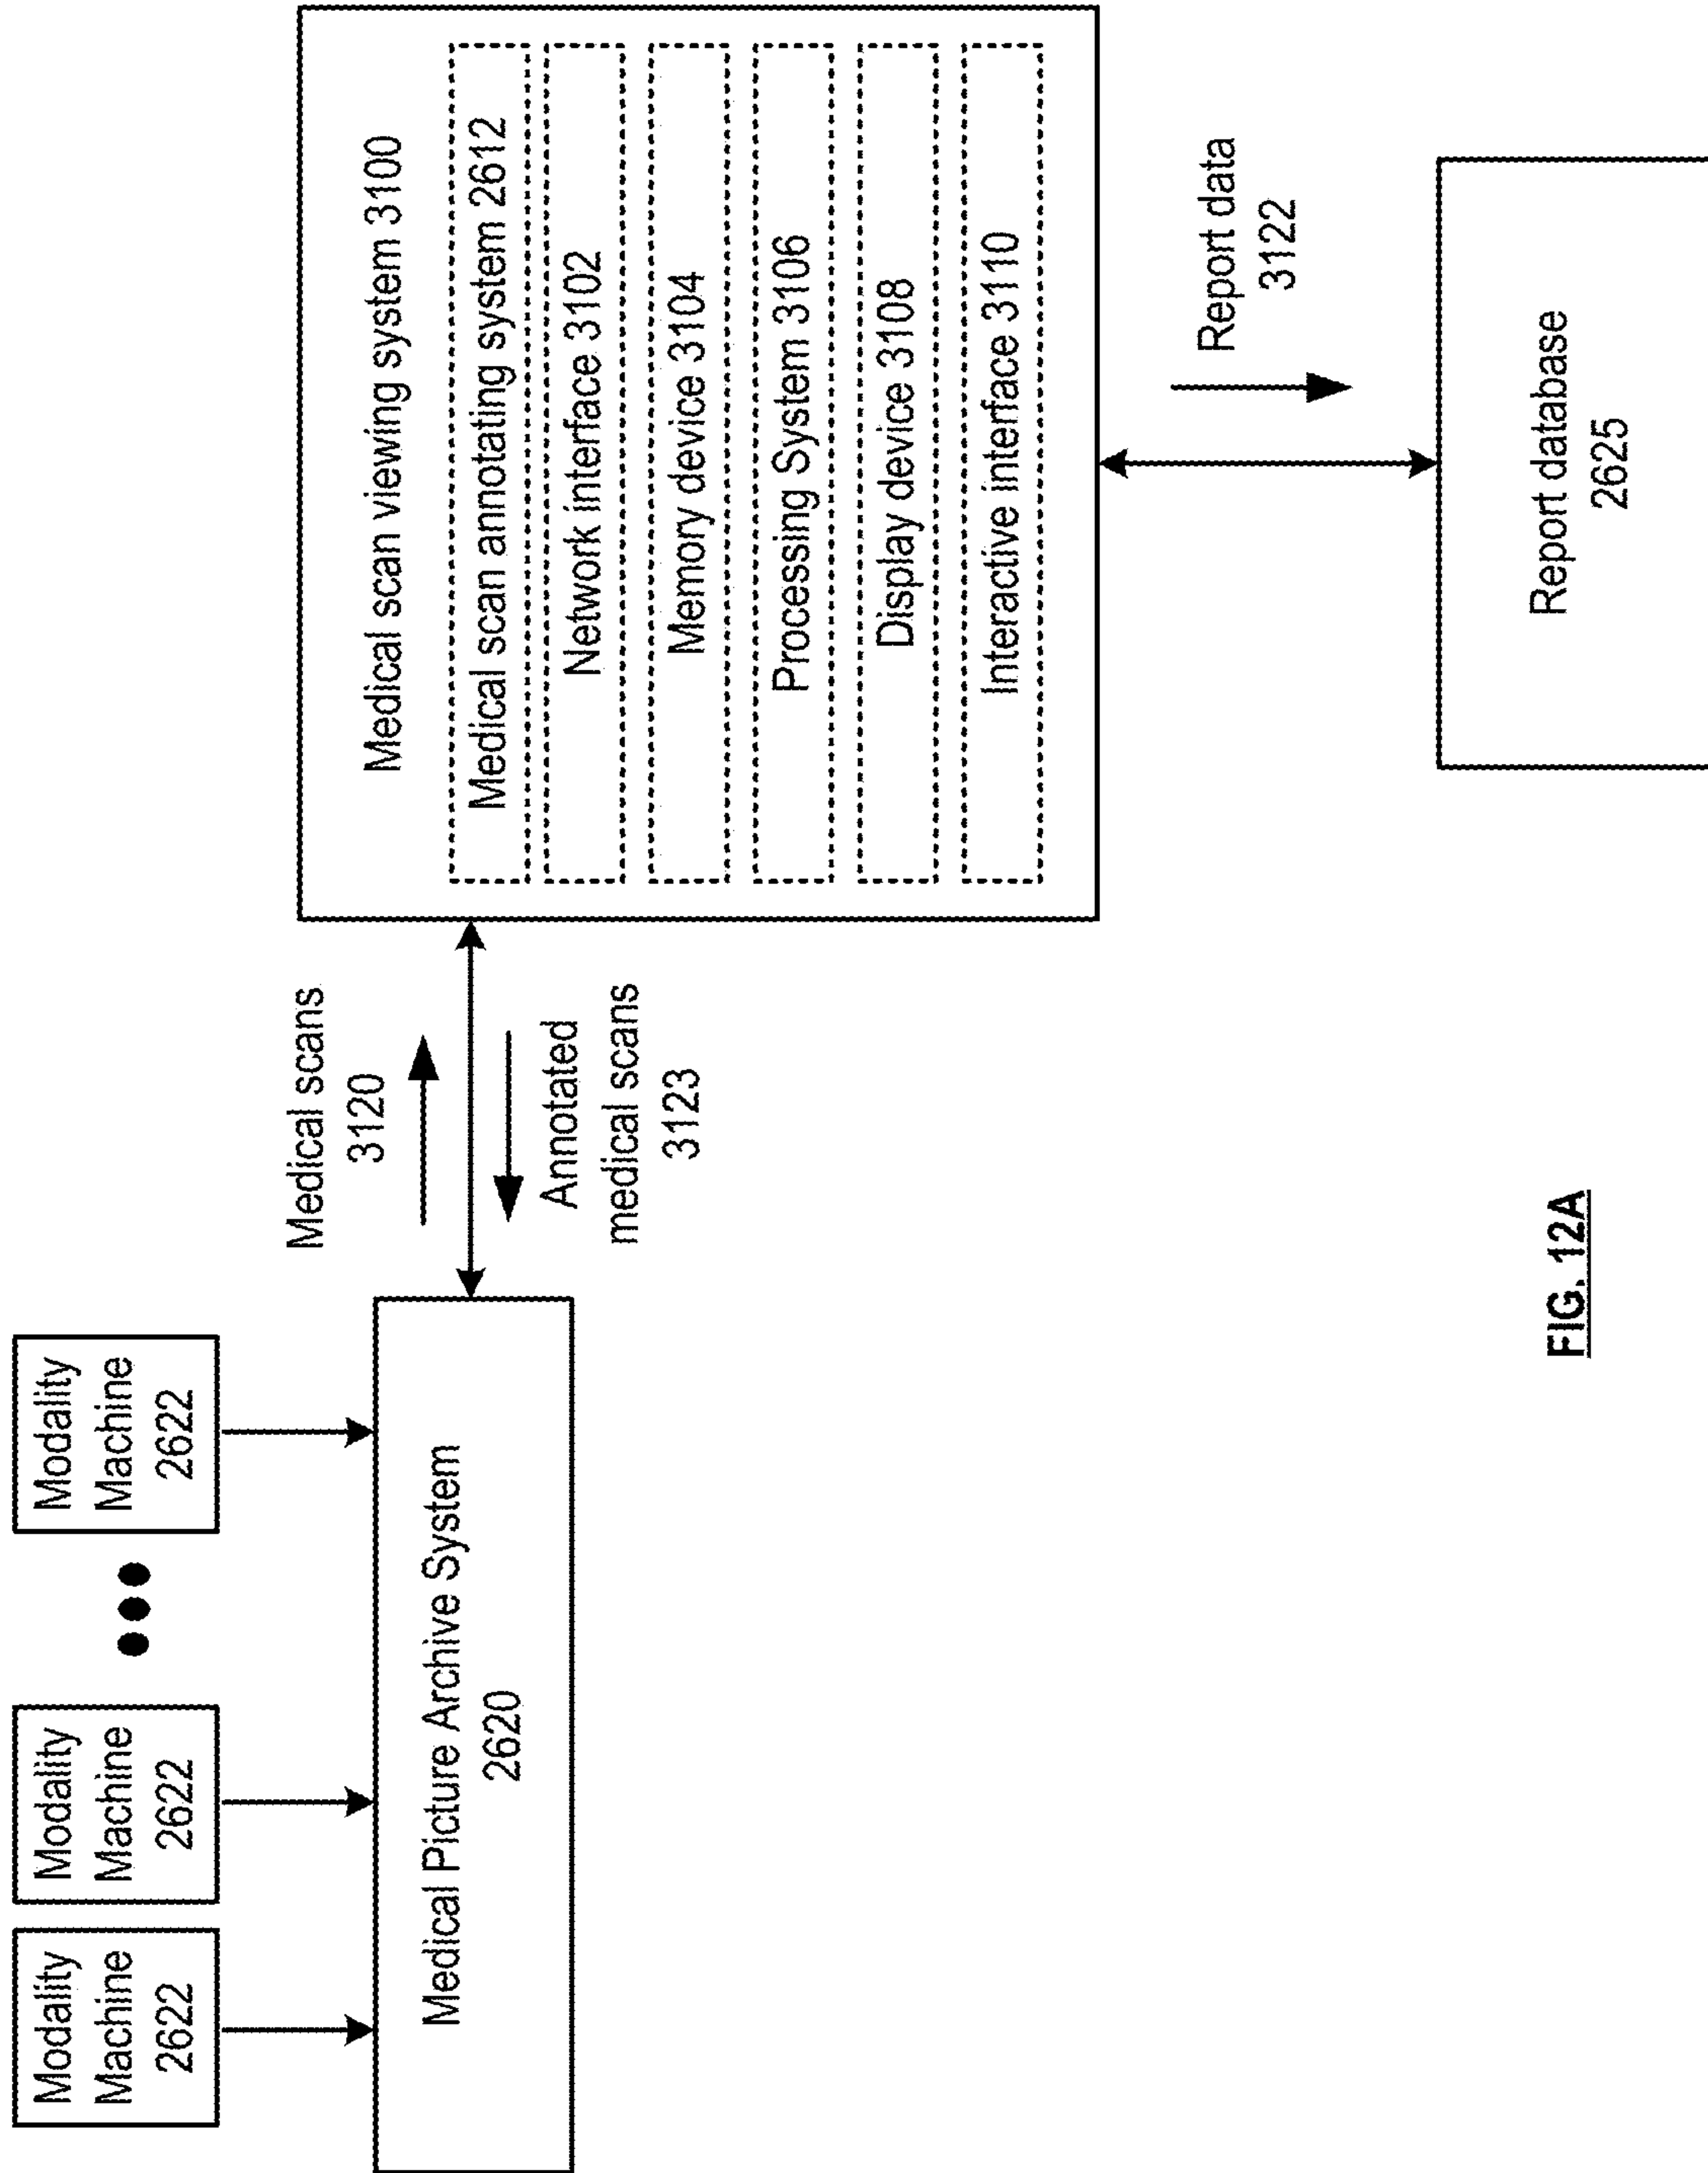 Modality
Machine
2622
Modality
Machine
2622
Modality
Machine
2622
Medical Picture Archive System
2620
Medical scans
3120
Annotated
medical scans
3123
Medical scan viewing system 3100
Medical scan annotating system 2612
Network interface 3102
Memory device 3104
Processing System 3106
Display device 3108
Interactive interface 3110
Report data
3122
Report database
2625
FIG. 12A